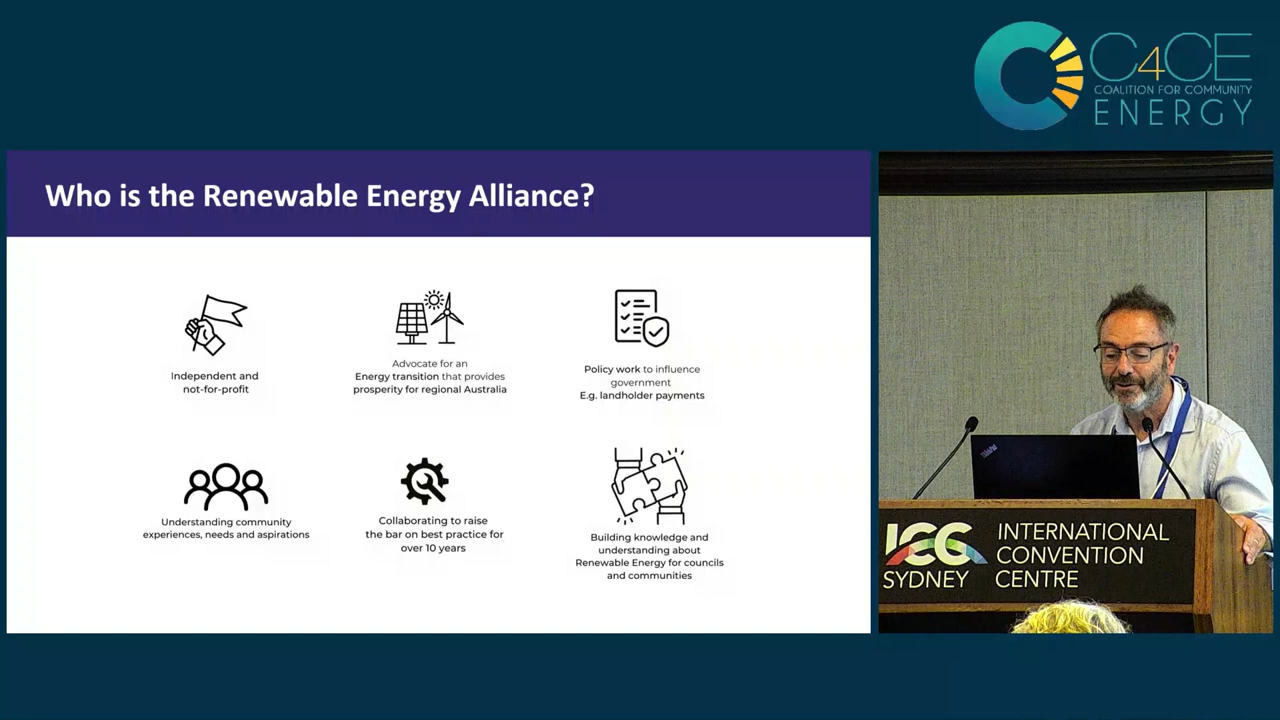 C4CE
COALITION FOR COMMUNITY
ENERGY
Who is the Renewable Energy Alliance?
Independent and
not-for-profit
Advocate for an
Energy transition that provides
prosperity for regional Australia
Policy work to influence
government
E.g. landholder payments
Understanding community
experiences, needs and aspirations
Collaborating to raise
the bar on best practice for
over 10 years
Building knowledge and
understanding about
Renewable Energy for councils
and communities
ThinkPad
ICC
SYDNEY
INTERNATIONAL
CONVENTION
CENTRE